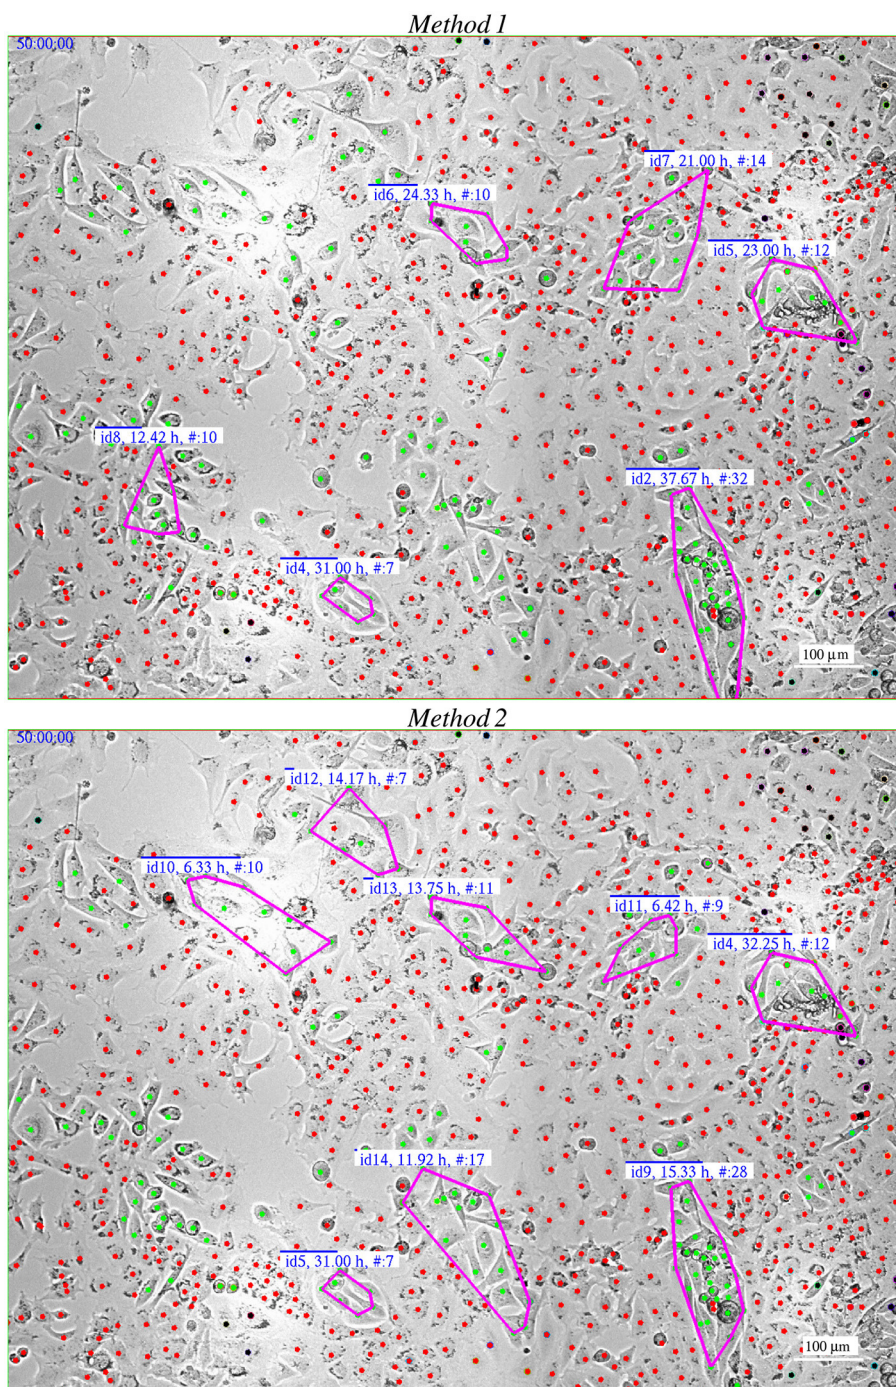 Method 1
50:00;00
id7, 21.00 h, #:14
id6, 24.33 h, #:10
id5, 23.00 h, #:12
id8, 12.42 h, #:10
id2, 37.67 h, #:32
id4, 31.00 h, #:7
100 µm
Method 2
50:00;00
id12, 14.17 h, #:7
id10, 6.33 h, #:10
id13, 13.75 h, #:11
id11, 6.42 h, #:9
id4, 32.25 h, #:12
id14, 11.92 h, #:17
id9, 15.33 h, #:28
id5, 31.00 h, #:7
100 µm